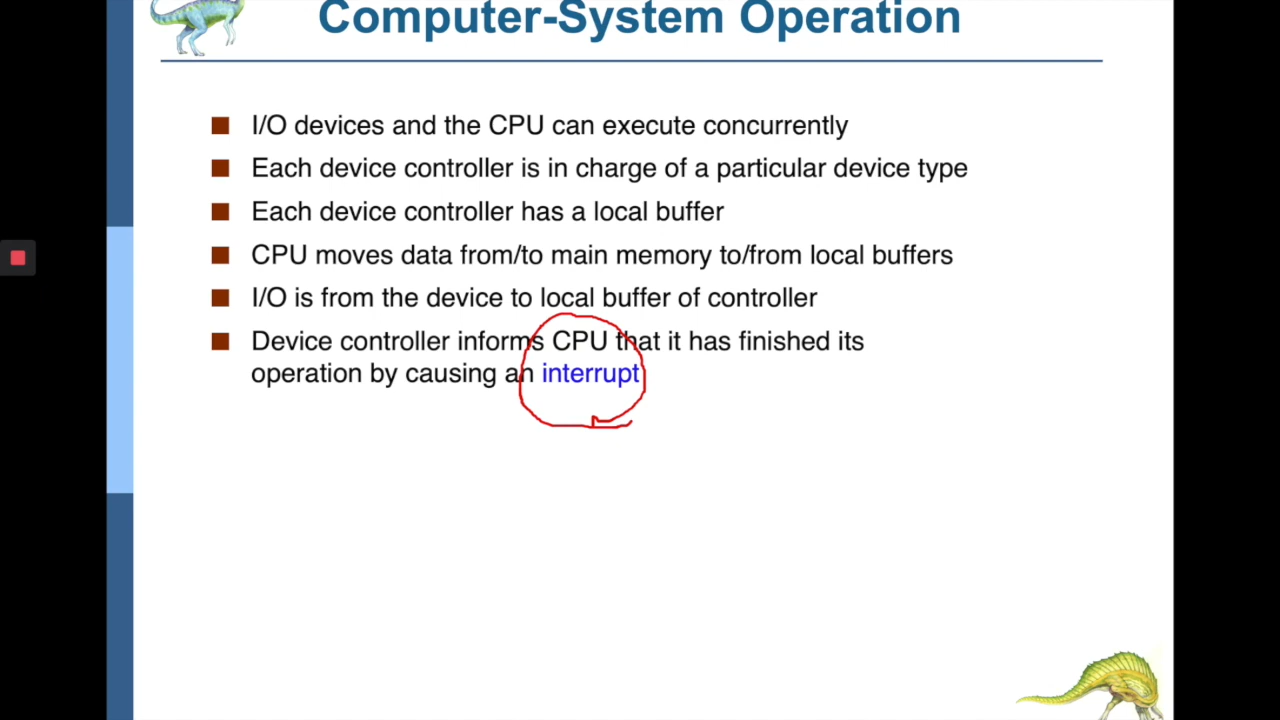 Computer-System Operation
I/O devices and the CPU can execute concurrently
Each device controller is in charge of a particular device type
Each device controller has a local buffer
CPU moves data from/to main memory to/from local buffers
I/O is from the device to local buffer of controller
Device controller informs CPU that it has finished its
operation by causing an interrupt